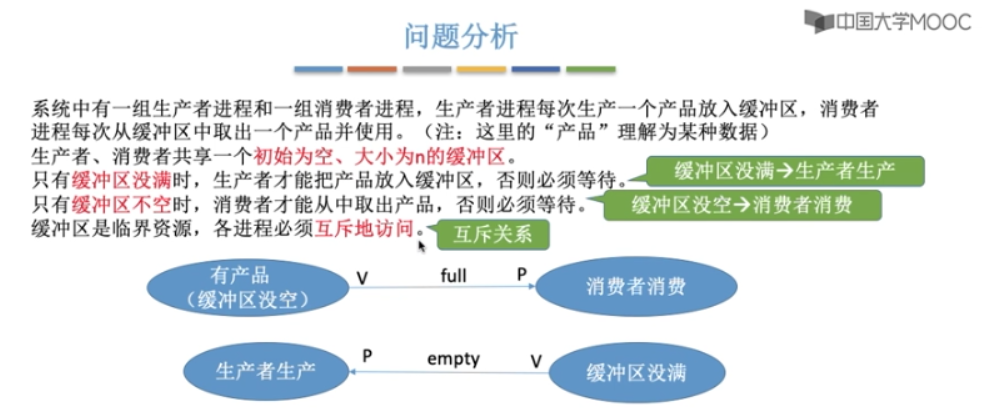 中国大学MOOC
问题分析
系统中有一组生产者进程和一组消费者进程，生产者进程每次生产一个产品放入缓冲区，消费者
进程每次从缓冲区中取出一个产品并使用。（注：这里的“产品”理解为某种数据）
生产者、消费者共享一个初始为空、大小为n的缓冲区。
只有缓冲区没满时，生产者才能把产品放入缓冲区，否则必须等待。
缓冲区没满→生产者生产
只有缓冲区不空时，消费者才能从中取出产品，否则必须等待。
缓冲区没空→消费者消费
缓冲区是临界资源，各进程必须互斥地访问。
互斥关系
有产品
（缓冲区没空）
V
full
P
消费者消费
生产者生产
P
empty
V
缓冲区没满